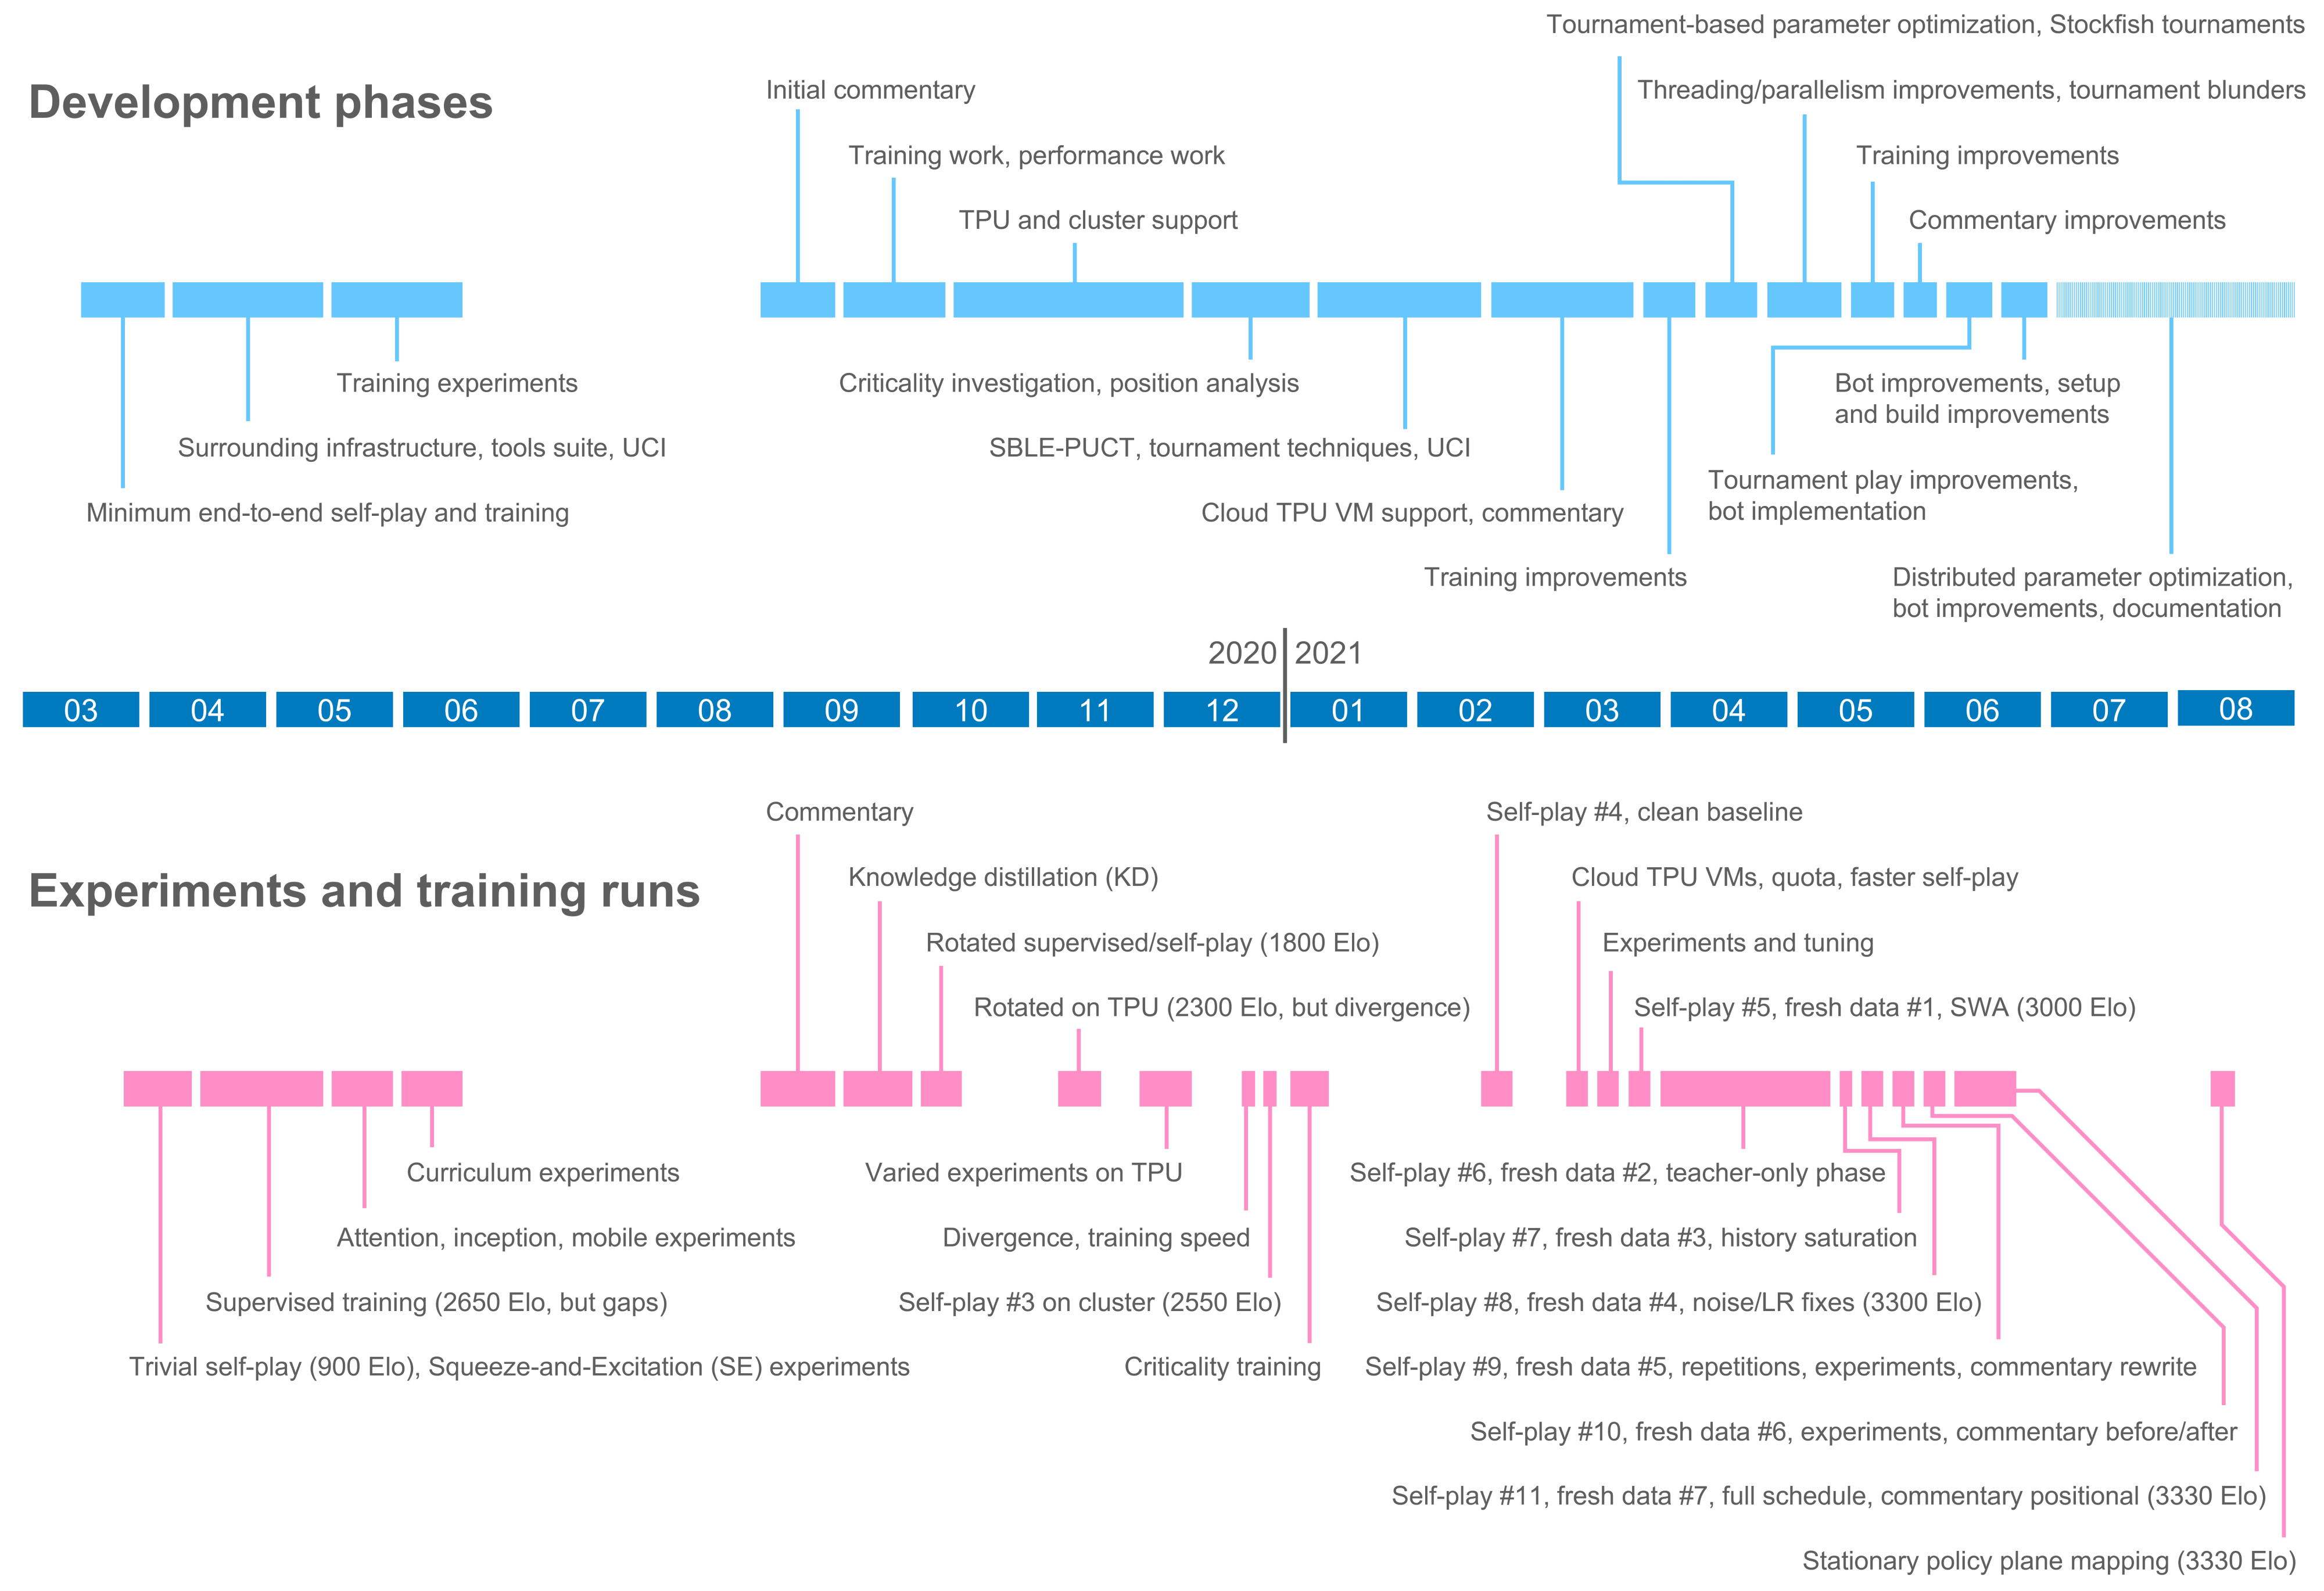 Tournament-based parameter optimization, Stockfish tournaments
Development phases
Initial commentary
Threading/parallelism improvements, tournament blunders
Training work, performance work
Training improvements
TPU and cluster support
Commentary improvements
Training experiments
Criticality investigation, position analysis
Bot improvements, setup
and build improvements
Surrounding infrastructure, tools suite, UCI
SBLE-PUCT, tournament techniques, UCI
Tournament play improvements,
bot implementation
Minimum end-to-end self-play and training
Cloud TPU VM support, commentary
Training improvements
Distributed parameter optimization,
bot improvements, documentation
2020 2021
03 04 05 06 07 08 09 10 11 12 01 02 03 04 05 06 07 08
Commentary
Self-play #4, clean baseline
Experiments and training runs
Knowledge distillation (KD)
Cloud TPU VMs, quota, faster self-play
Rotated supervised/self-play (1800 Elo)
Experiments and tuning
Rotated on TPU (2300 Elo, but divergence)
Self-play #5, fresh data #1, SWA (3000 Elo)
Curriculum experiments
Varied experiments on TPU
Self-play #6, fresh data #2, teacher-only phase
Attention, inception, mobile experiments
Divergence, training speed
Self-play #7, fresh data #3, history saturation
Supervised training (2650 Elo, but gaps)
Self-play #3 on cluster (2550 Elo)
Self-play #8, fresh data #4, noise/LR fixes (3300 Elo)
Trivial self-play (900 Elo), Squeeze-and-Excitation (SE) experiments
Criticality training
Self-play #9, fresh data #5, repetitions, experiments, commentary rewrite
Self-play #10, fresh data #6, experiments, commentary before/after
Self-play #11, fresh data #7, full schedule, commentary positional (3330 Elo)
Stationary policy plane mapping (3330 Elo)